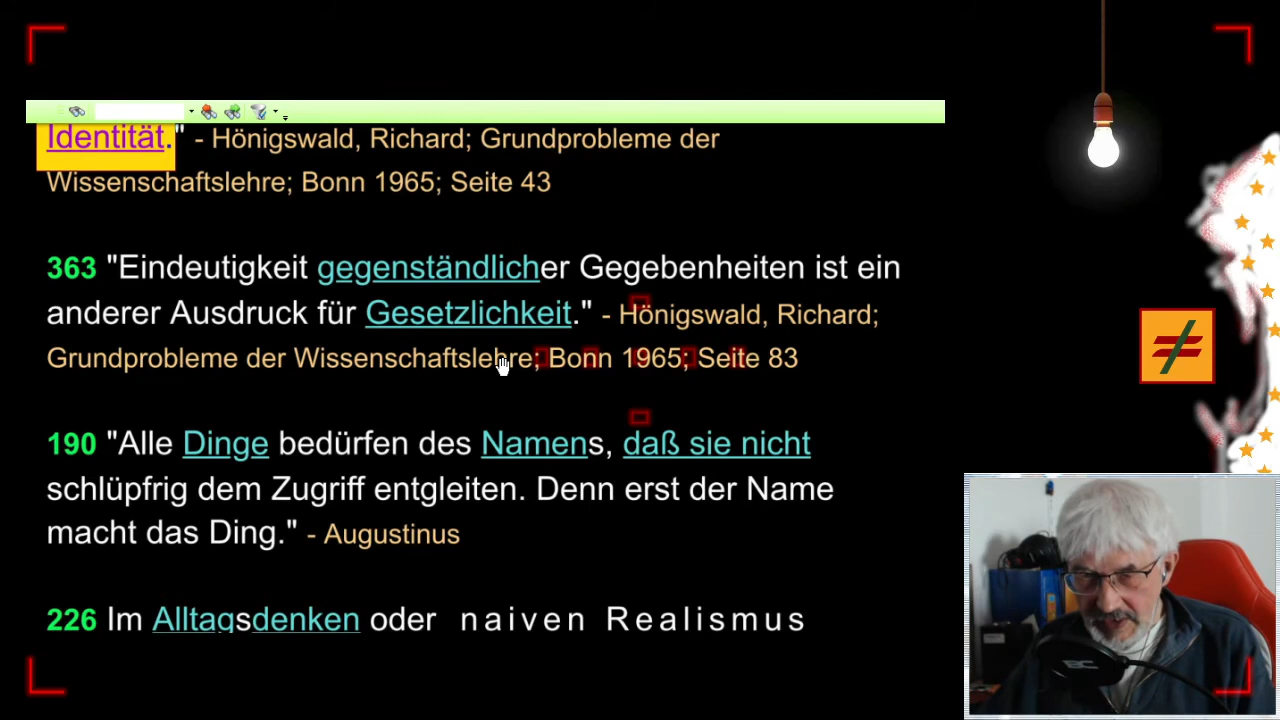 Identität." - Hönigswald, Richard; Grundprobleme der
Wissenschaftslehre; Bonn 1965; Seite 43
363 "Eindeutigkeit gegenständlicher Gegebenheiten ist ein
anderer Ausdruck für Gesetzlichkeit." - Hönigswald, Richard;
Grundprobleme der Wissenschaftslehre; Bonn 1965; Seite 83
190 "Alle Dinge bedürfen des Namens, daß sie nicht
schlüpfrig dem Zugriff entgleiten. Denn erst der Name
macht das Ding." - Augustinus
226 Im Alltagsdenken oder naiven Realismus